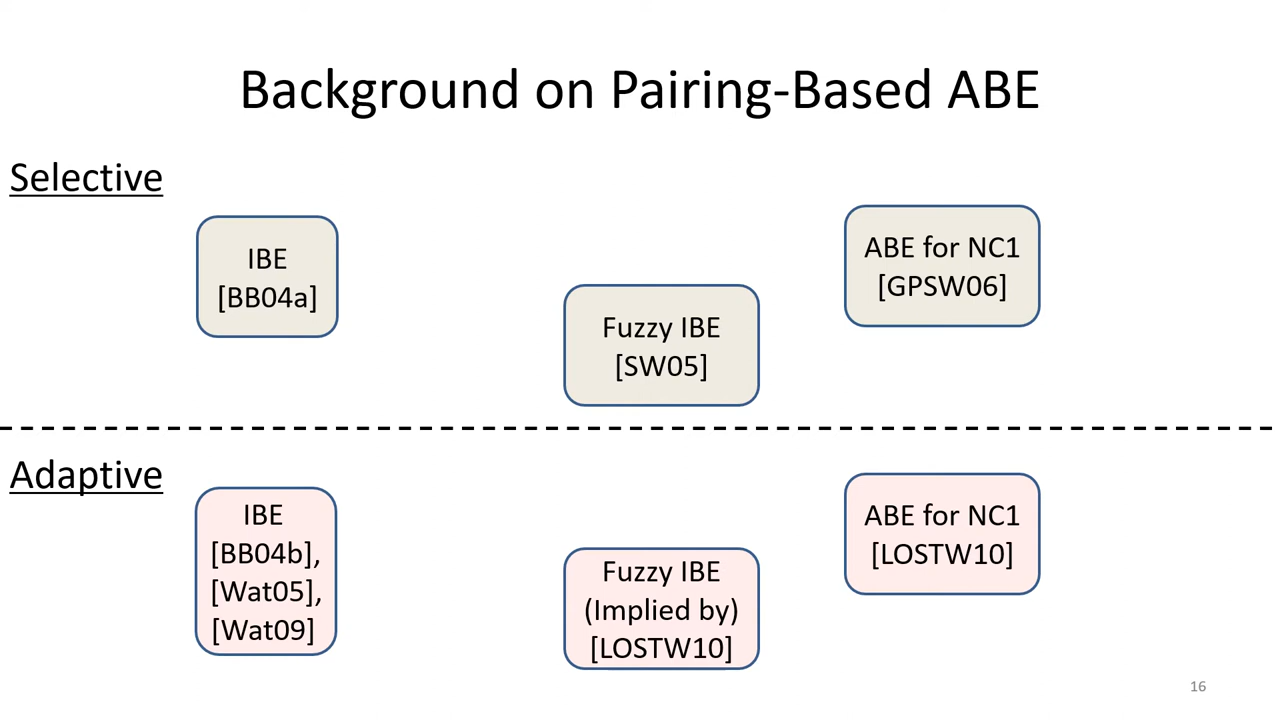 Background on Pairing-Based ABE
Selective
IBE
[BB04a]
Fuzzy IBE
[SW05]
ABE for NC1
[GPSW06]
Adaptive
IBE
[BB04b],
[Wat05],
[Wat09]
Fuzzy IBE
(Implied by)
[LOSTW10]
ABE for NC1
[LOSTW10]
16